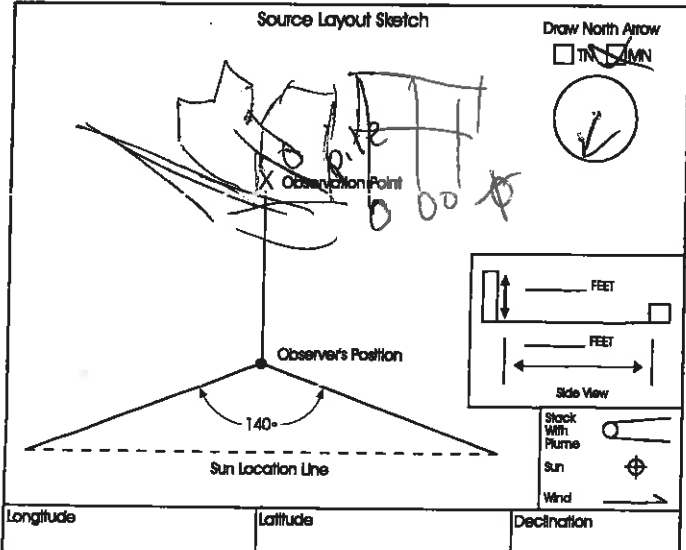 Source Layout Sketch
Draw North Arrow
TN MN
X Observation Point
FEET
FEET
Side View
Observer's Position
140°
Sun Location Line
Stack
With
Plume
Sun
Wind
Longitude Latitude Declination